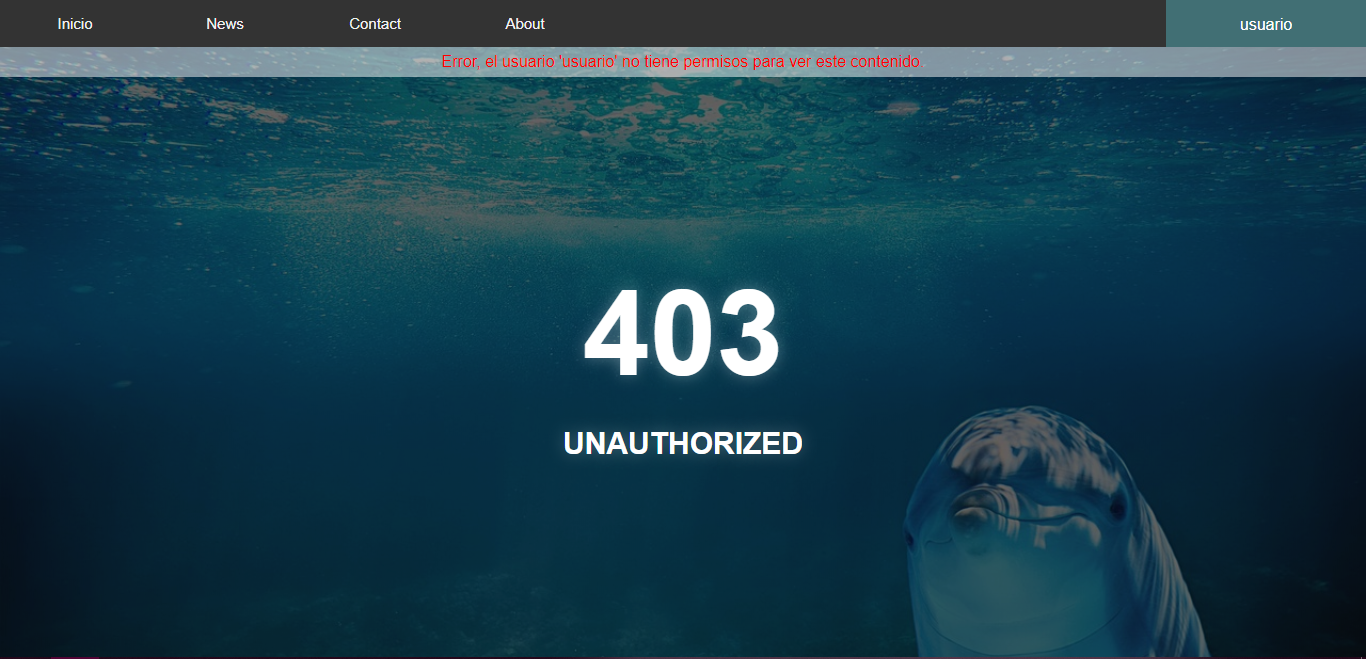 Inicio News Contact About usuario
Error, el usuario 'usuario' no tiene permisos para ver este contenido.
403
UNAUTHORIZED